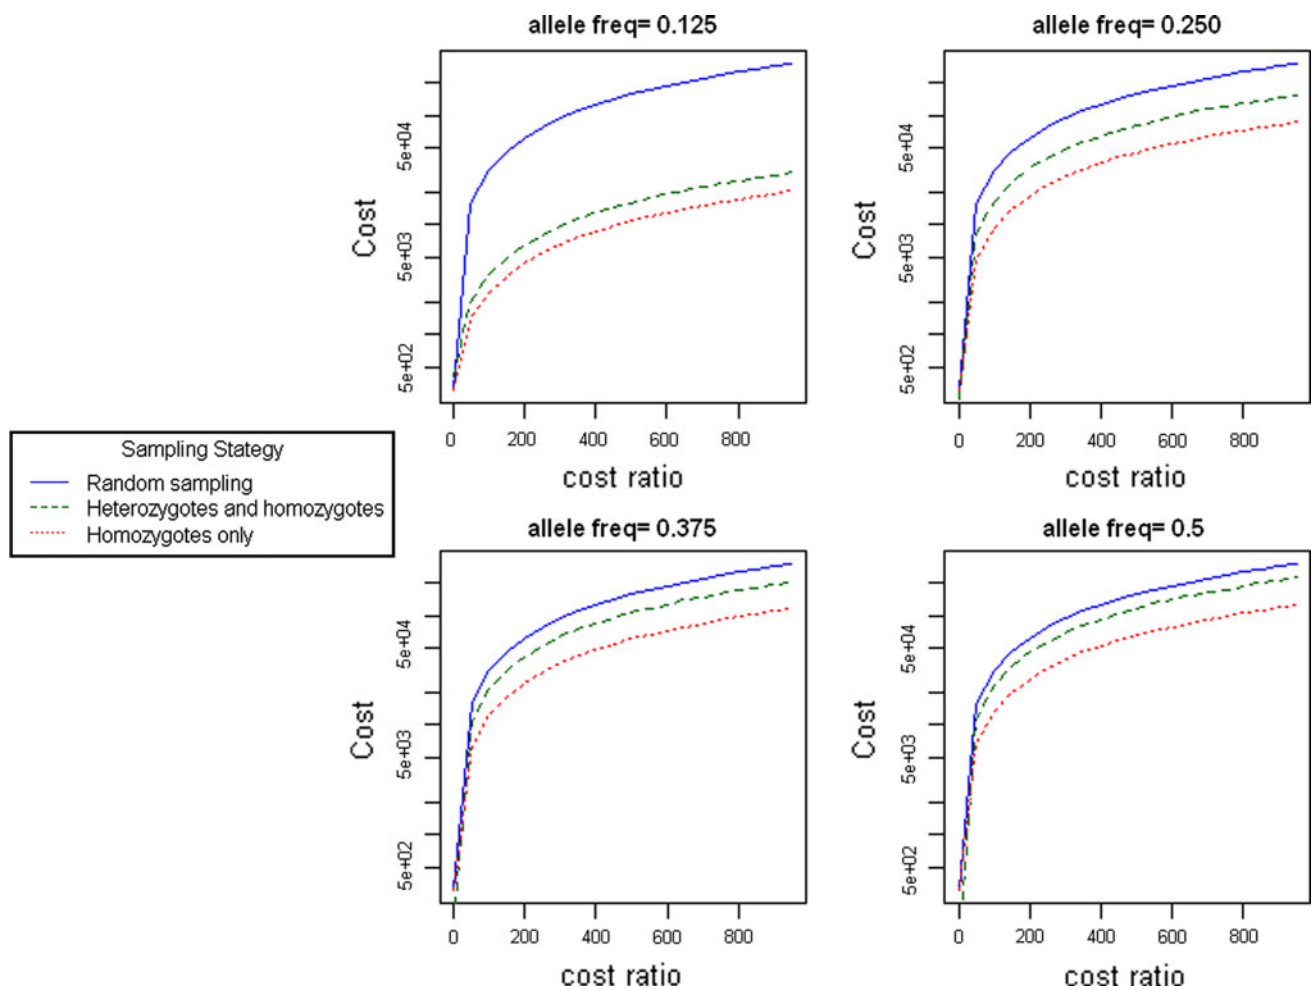 allele freq= 0.125
Cost
5e+04
5e+03
5e+02
0 200 400 600 800
cost ratio
allele freq= 0.250
Cost
5e+04
5e+03
5e+02
0 200 400 600 800
cost ratio
Sampling Stategy
Random sampling
Heterozygotes and homozygotes
Homozygotes only
allele freq= 0.375
Cost
5e+04
5e+03
5e+02
0 200 400 600 800
cost ratio
allele freq= 0.5
Cost
5e+04
5e+03
5e+02
0 200 400 600 800
cost ratio